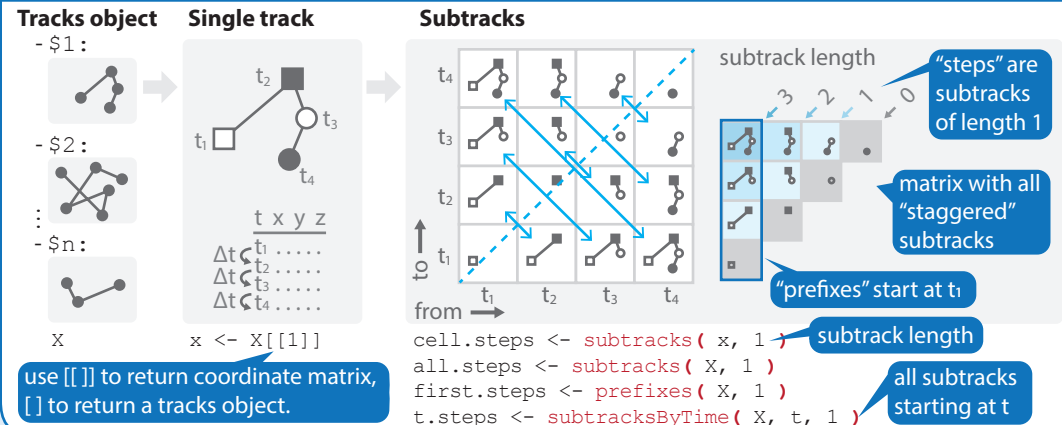 Tracks object
Single track
Subtracks
- $1:
- $2:
⋮
- $n:
X
t2
t1
t3
t4
t x y z
t1 . . . . .
t2 . . . . .
t3 . . . . .
t4 . . . . .
Δt
Δt
Δt
x <- X[[1]]
use [[ ]] to return coordinate matrix,
[ ] to return a tracks object.
t4
t3
t2
t1
to
t1 t2 t3 t4
from
subtrack length
3 2 1 0
"steps" are
subtracks
of length 1
matrix with all
"staggered"
subtracks
"prefixes" start at t1
cell.steps <- subtracks( x, 1 )
subtrack length
all.steps <- subtracks( X, 1 )
first.steps <- prefixes( X, 1 )
t.steps <- subtracksByTime( X, t, 1 )
all subtracks
starting at t